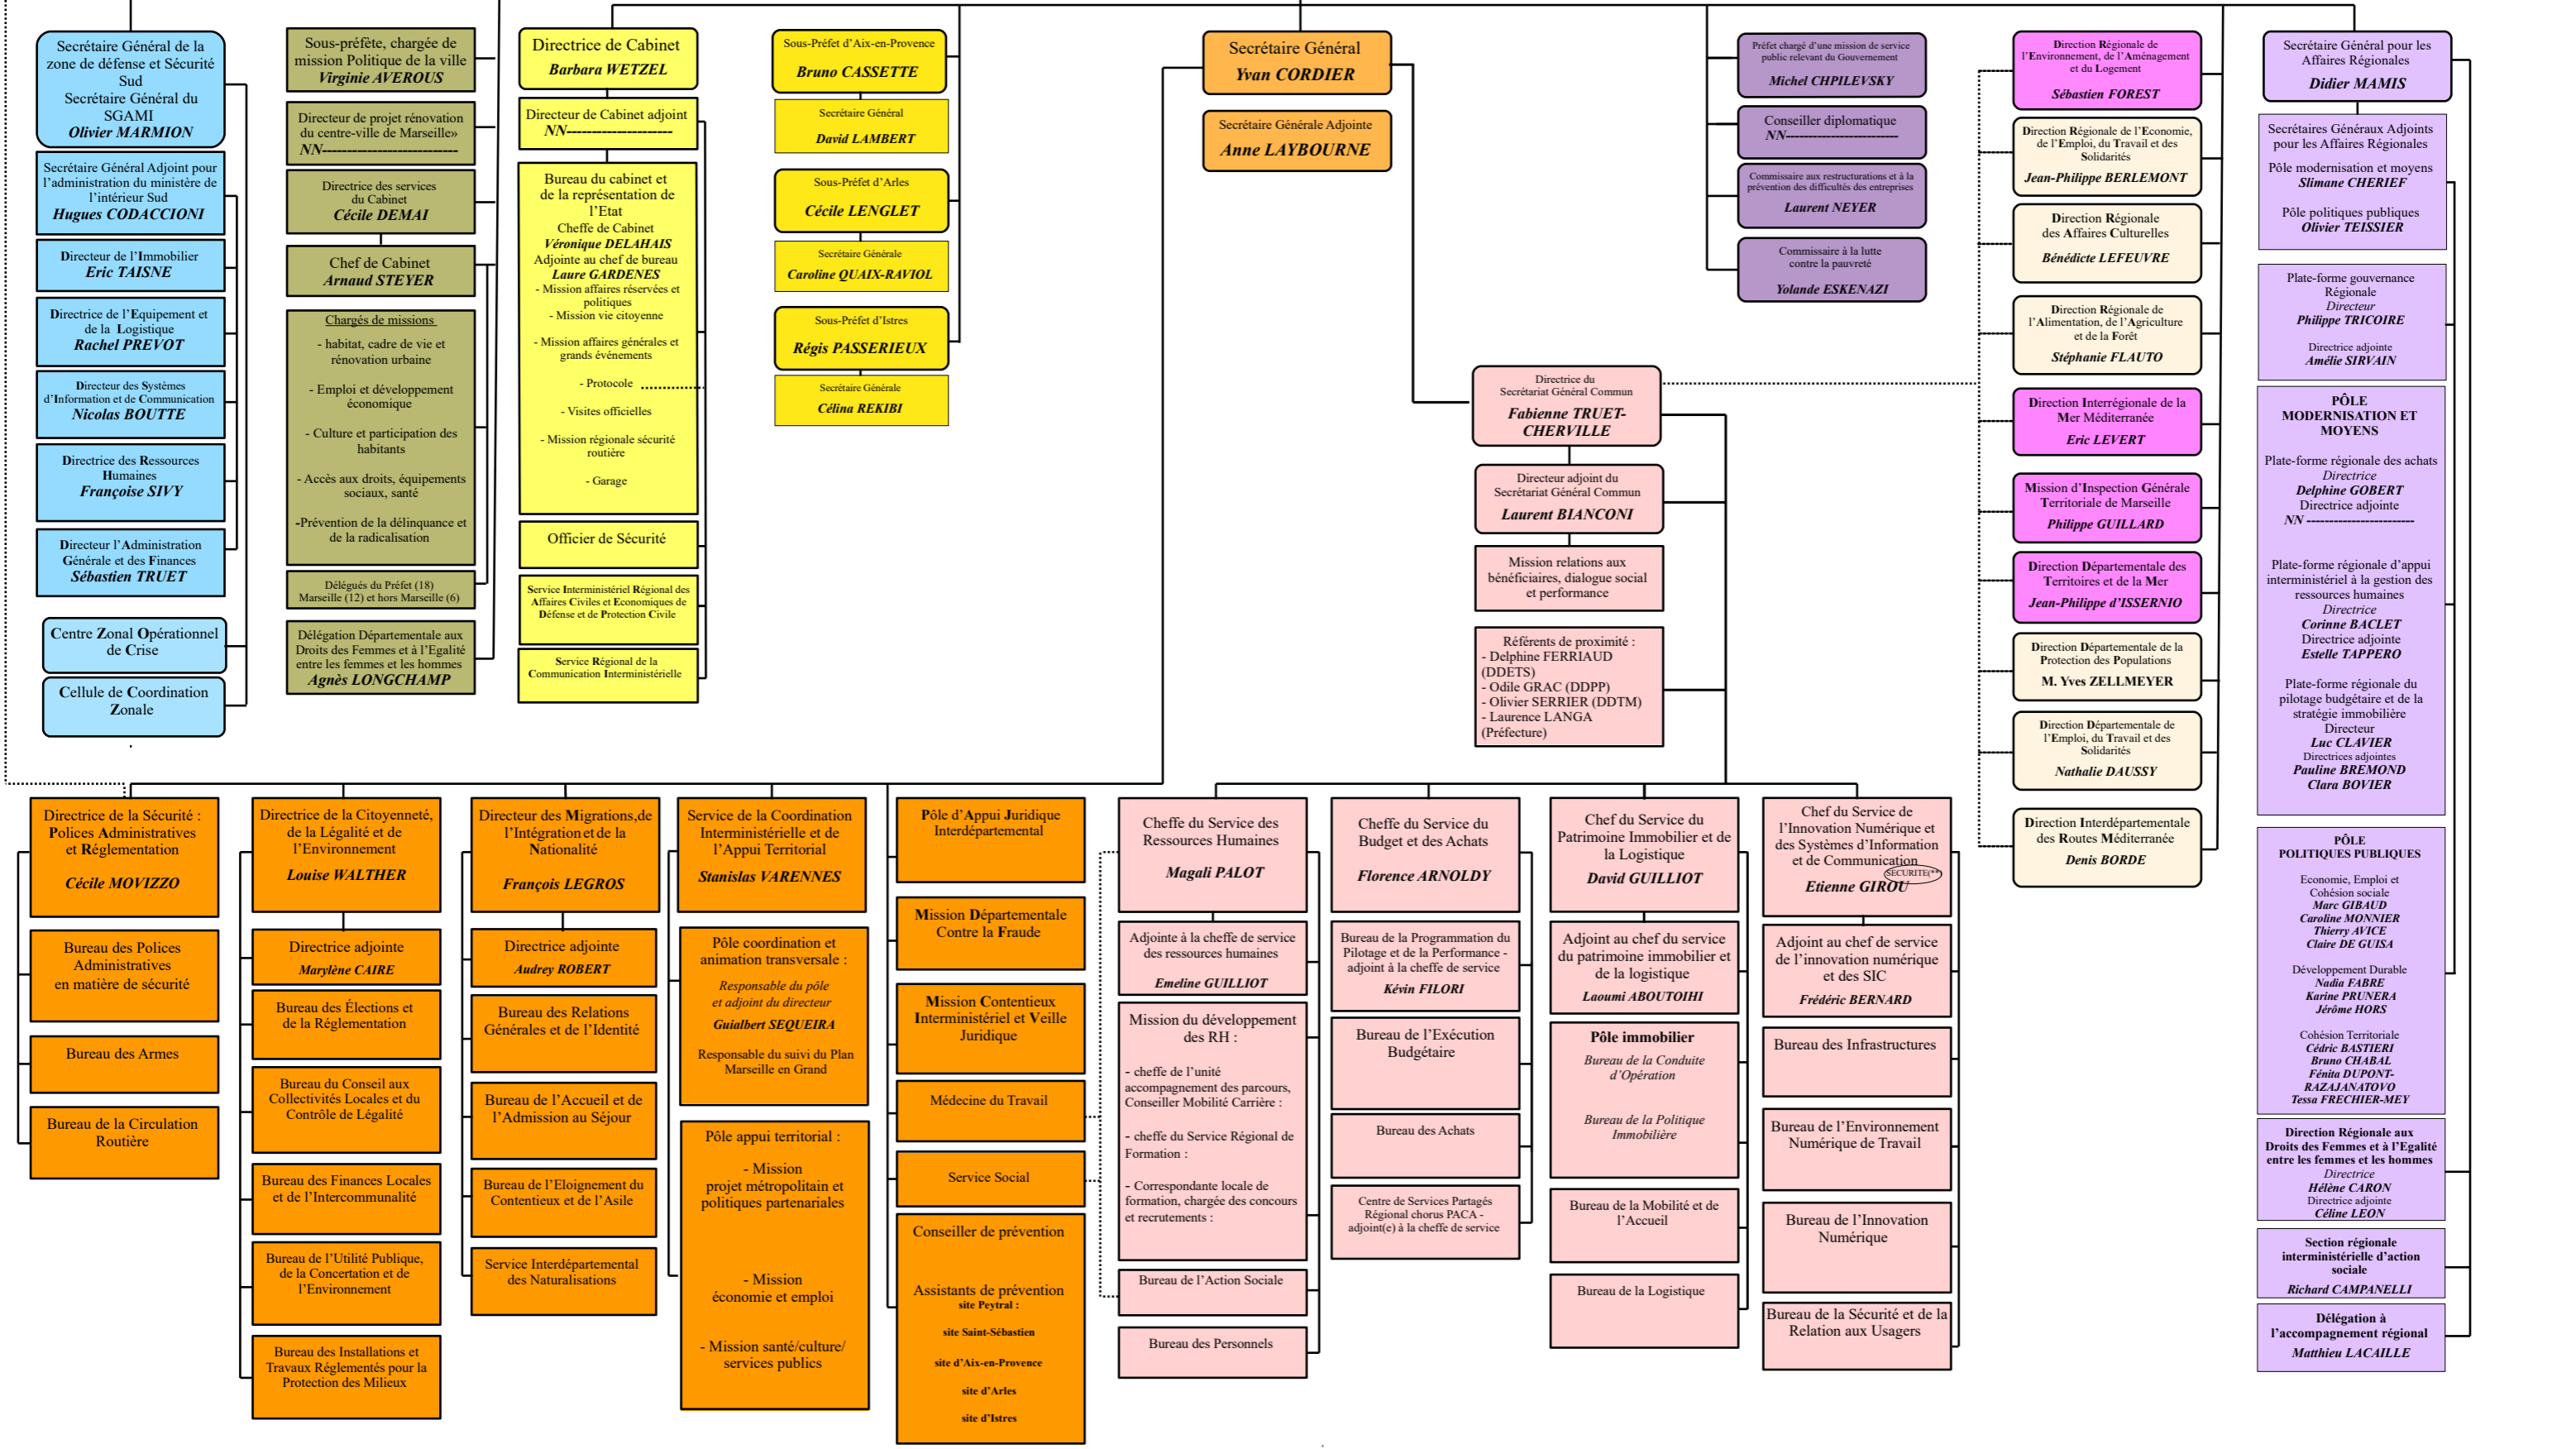 Secrétaire Général de la
zone de défense et Sécurité
Sud
Secrétaire Général du
SGAMI
Olivier MARMION
Secrétaire Général Adjoint pour
l’administration du ministère de
l’intérieur Sud
Hugues CODACCIONI
Directeur de l’Immobilier
Eric TAISNE
Directrice de l’Equipement et
de la Logistique
Rachel PREVOT
Directeur des Systèmes
d’Information et de Communication
Nicolas BOUTTE
Directrice des Ressources
Humaines
Françoise SIVY
Directeur l’Administration
Générale et des Finances
Sébastien TRUET
Centre Zonal Opérationnel
de Crise
Cellule de Coordination
Zonale
Sous-préfète, chargée de
mission Politique de la ville
Virginie AVEROUS
Directeur de projet rénovation
du centre-ville de Marseille»
NN---------------------------
Directrice des services
du Cabinet
Cécile DEMAI
Chef de Cabinet
Arnaud STEYER
Chargés de missions
- habitat, cadre de vie et
rénovation urbaine
- Emploi et développement
économique
- Culture et participation des
habitants
- Accès aux droits, équipements
sociaux, santé
-Prévention de la délinquance et
de la radicalisation
Délégués du Préfet (18)
Marseille (12) et hors Marseille (6)
Délégation Départementale aux
Droits des Femmes et à l’Egalité
entre les femmes et les hommes
Agnès LONGCHAMP
Directrice de Cabinet
Barbara WETZEL
Directeur de Cabinet adjoint
NN---------------------
Bureau du cabinet et
de la représentation de
l’Etat
Cheffe de Cabinet
Véronique DELAHAIS
Adjointe au chef de bureau
Laure GARDENES
- Mission affaires réservées et
politiques
- Mission vie citoyenne
- Mission affaires générales et
grands événements
- Protocole
- Visites officielles
- Mission régionale sécurité
routière
- Garage
Officier de Sécurité
Service Interministériel Régional des
Affaires Civiles et Economiques de
Défense et de Protection Civile
Service Régional de la
Communication Interministérielle
Sous-Préfet d’Aix-en-Provence
Bruno CASSETTE
Secrétaire Général
David LAMBERT
Sous-Préfet d’Arles
Cécile LENGLET
Secrétaire Générale
Caroline QUAIX-RAVIOL
Sous-Préfet d’Istres
Régis PASSERIEUX
Secrétaire Générale
Célina REKIBI
Secrétaire Général
Yvan CORDIER
Secrétaire Générale Adjointe
Anne LAYBOURNE
Directrice du
Secrétariat Général Commun
Fabienne TRUET-
CHERVILLE
Directeur adjoint du
Secrétariat Général Commun
Laurent BIANCONI
Mission relations aux
bénéficiaires, dialogue social
et performance
Référents de proximité :
- Delphine FERRIAUD
(DDETS)
- Odile GRAC (DDPP)
- Olivier SERRIER (DDTM)
- Laurence LANGA
(Préfecture)
Préfet chargé d’une mission de service
public relevant du Gouvernement
Michel CHPILEVSKY
Conseiller diplomatique
NN----------------------
Commissaire aux restructurations et à la
prévention des difficultés des entreprises
Laurent NEYER
Commissaire à la lutte
contre la pauvreté
Yolande ESKENAZI
Direction Régionale de
l’Environnement, de l’Aménagement
et du Logement
Sébastien FOREST
Direction Régionale de l’Economie,
de l’Emploi, du Travail et des
Solidarités
Jean-Philippe BERLEMONT
Direction Régionale
des Affaires Culturelles
Bénédicte LEFEUVRE
Direction Régionale de
l’Alimentation, de l’Agriculture
et de la Forêt
Stéphanie FLAUTO
Direction Interrégionale de la
Mer Méditerranée
Eric LEVERT
Mission d’Inspection Générale
Territoriale de Marseille
Philippe GUILLARD
Direction Départementale des
Territoires et de la Mer
Jean-Philippe d’ISSERNIO
Direction Départementale de la
Protection des Populations
M. Yves ZELLMEYER
Direction Départementale de
l’Emploi, du Travail et des
Solidarités
Nathalie DAUSSY
Direction Interdépartementale
des Routes Méditerranée
Denis BORDE
Secrétaire Général pour les
Affaires Régionales
Didier MAMIS
Secrétaires Généraux Adjoints
pour les Affaires Régionales
Pôle modernisation et moyens
Slimane CHERIEF
Pôle politiques publiques
Olivier TEISSIER
Plate-forme gouvernance
Régionale
Directeur
Philippe TRICOIRE
Directrice adjointe
Amélie SIRVAIN
PÔLE
MODERNISATION ET
MOYENS
Plate-forme régionale des achats
Directrice
Delphine GOBERT
Directrice adjointe
NN ------------------------
Plate-forme régionale d’appui
interministériel à la gestion des
ressources humaines
Directrice
Corinne BACLET
Directrice adjointe
Estelle TAPPERO
Plate-forme régionale du
pilotage budgétaire et de la
stratégie immobilière
Directeur
Luc CLAVIER
Directrices adjointes
Pauline BREMOND
Clara BOVIER
PÔLE
POLITIQUES PUBLIQUES
Economie, Emploi et
Cohésion sociale
Marc GIBAUD
Caroline MONNIER
Thierry AVICE
Claire DE GUISA
Développement Durable
Nadia FABRE
Karine PRUNERA
Jérôme HORS
Cohésion Territoriale
Cédric BASTIERI
Bruno CHABAL
Fénita DUPONT-
RAZAJANATOVO
Tessa FRECHIER-MEY
Direction Régionale aux
Droits des Femmes et à l’Egalité
entre les femmes et les hommes
Directrice
Hélène CARON
Directrice adjointe
Céline LEON
Section régionale
interministérielle d’action
sociale
Richard CAMPANELLI
Délégation à
l’accompagnement régional
Matthieu LACAILLE
Directrice de la Sécurité :
Polices Administratives
et Réglementation
Cécile MOVIZZO
Bureau des Polices
Administratives
en matière de sécurité
Bureau des Armes
Bureau de la Circulation
Routière
Directrice de la Citoyenneté,
de la Légalité et de
l’Environnement
Louise WALTHER
Directrice adjointe
Marylène CAIRE
Bureau des Élections et
de la Réglementation
Bureau du Conseil aux
Collectivités Locales et du
Contrôle de Légalité
Bureau des Finances Locales
et de l’Intercommunalité
Bureau de l’Utilité Publique,
de la Concertation et de
l’Environnement
Bureau des Installations et
Travaux Réglementés pour la
Protection des Milieux
Directeur des Migrations,de
l’Intégration et de la
Nationalité
François LEGROS
Directrice adjointe
Audrey ROBERT
Bureau des Relations
Générales et de l’Identité
Bureau de l’Accueil et de
l’Admission au Séjour
Bureau de l’Eloignement du
Contentieux et de l’Asile
Service Interdépartemental
des Naturalisations
Service de la Coordination
Interministérielle et de
l’Appui Territorial
Stanislas VARENNES
Pôle coordination et
animation transversale :
Responsable du pôle
et adjoint du directeur
Guialbert SEQUEIRA
Responsable du suivi du Plan
Marseille en Grand
Pôle appui territorial :
- Mission
projet métropolitain et
politiques partenariales
- Mission
économie et emploi
- Mission santé/culture/
services publics
Pôle d’Appui Juridique
Interdépartemental
Mission Départementale
Contre la Fraude
Mission Contentieux
Interministériel et Veille
Juridique
Médecine du Travail
Service Social
Conseiller de prévention
Assistants de prévention
site Peytral :
site Saint-Sébastien
site d’Aix-en-Provence
site d’Arles
site d’Istres
Cheffe du Service des
Ressources Humaines
Magali PALOT
Adjointe à la cheffe de service
des ressources humaines
Emeline GUILLIOT
Mission du développement
des RH :
- cheffe de l’unité
accompagnement des parcours,
Conseiller Mobilité Carrière :
- cheffe du Service Régional de
Formation :
- Correspondante locale de
formation, chargée des concours
et recrutements :
Bureau de l’Action Sociale
Bureau des Personnels
Cheffe du Service du
Budget et des Achats
Florence ARNOLDY
Bureau de la Programmation du
Pilotage et de la Performance -
adjoint à la cheffe de service
Kévin FILORI
Bureau de l’Exécution
Budgétaire
Bureau des Achats
Centre de Services Partagés
Régional chorus PACA -
adjoint(e) à la cheffe de service
Chef du Service du
Patrimoine Immobilier et de
la Logistique
David GUILLIOT
Adjoint au chef du service
du patrimoine immobilier et
de la logistique
Laoumi ABOUTOIHI
Pôle immobilier
Bureau de la Conduite
d’Opération
Bureau de la Politique
Immobilière
Bureau de la Mobilité et de
l’Accueil
Bureau de la Logistique
Chef du Service de
l’Innovation Numérique et
des Systèmes d’Information
et de Communication
SECURITE(**
Etienne GIROU
Adjoint au chef de service
de l’innovation numérique
et des SIC
Frédéric BERNARD
Bureau des Infrastructures
Bureau de l’Environnement
Numérique de Travail
Bureau de l’Innovation
Numérique
Bureau de la Sécurité et de la
Relation aux Usagers